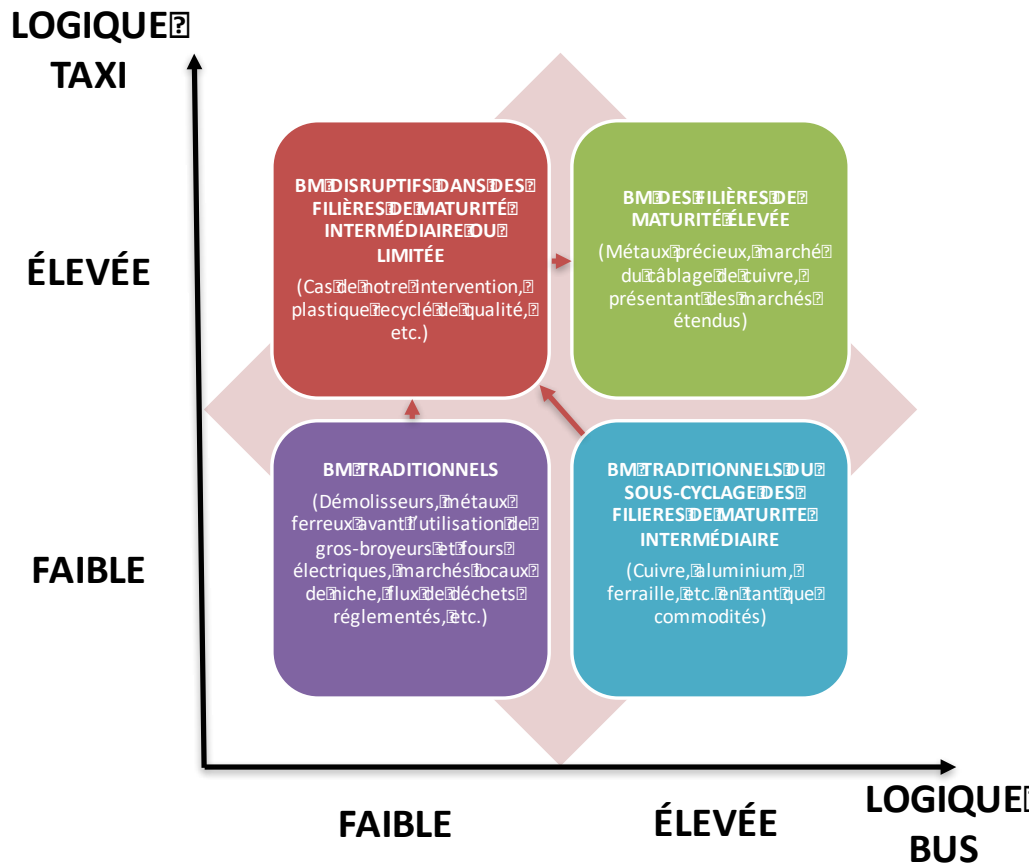 LOGIQUE
TAXI
BM DISRUPTIFS DANS DES
FILIÈRES DE MATURITÉ
INTERMÉDIAIRE OU
LIMITÉE
(Cas de notre intervention,
plastique recyclé de qualité,
etc.)
BM DES FILIÈRES DE
MATURITÉ ÉLEVÉE
(Métaux précieux, marché
du câblage de cuivre,
présentant des marchés
étendus)
ÉLEVÉE
BM TRADITIONNELS
(Démolisseurs, métaux
ferreux avant l’utilisation de
gros-broyeurs et fours
électriques, marchés locaux
de niche, flux de déchets
réglementés, etc.)
BM TRADITIONNELS DU
SOUS-CYCLAGE DES
FILIERES DE MATURITE
INTERMÉDIAIRE
(Cuivre, aluminium,
ferraille, etc. en tant que
commodités)
FAIBLE
FAIBLE
ÉLEVÉE
LOGIQUE
BUS